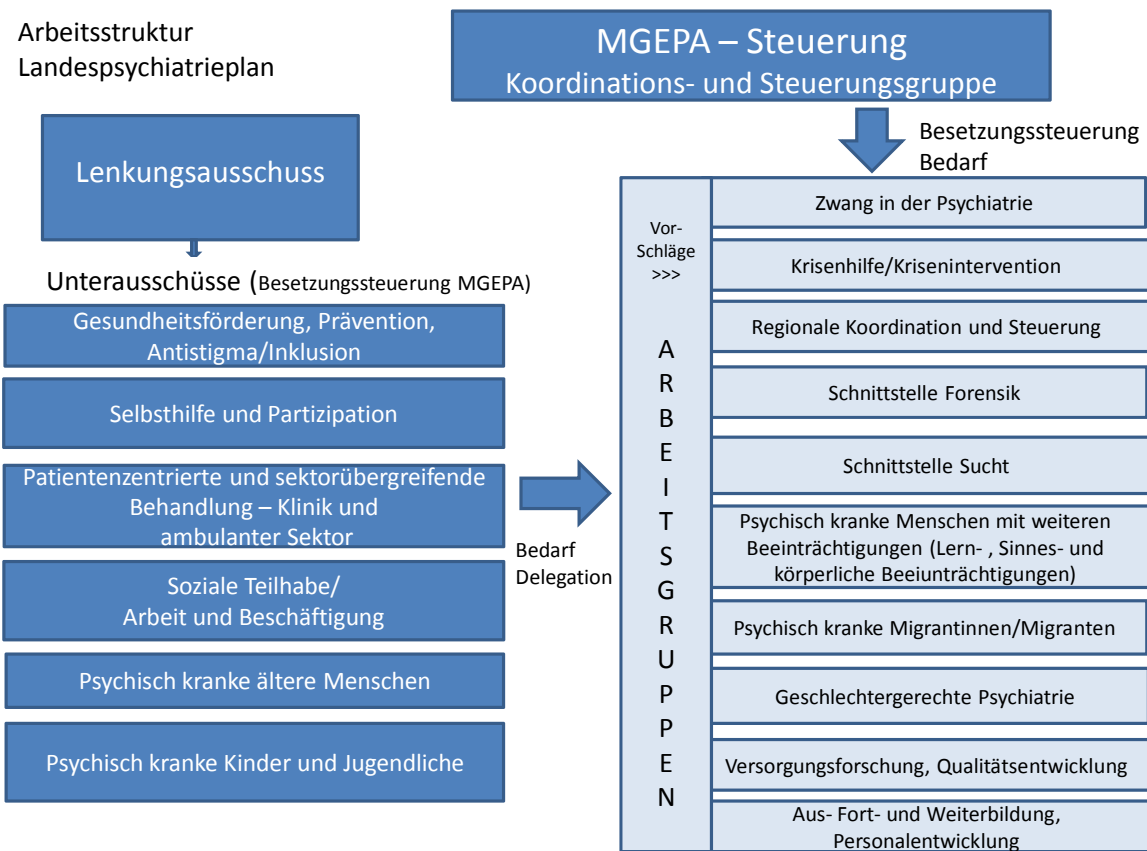 Arbeitsstruktur
Landespsychiatrieplan
MGEPA – Steuerung
Koordinations- und Steuerungsgruppe
Besetzungssteuerung
Bedarf
Lenkungsausschuss
Unterausschüsse (Besetzungssteuerung MGEPA)
Gesundheitsförderung, Prävention,
Antistigma/Inklusion
Selbsthilfe und Partizipation
Patientenzentrierte und sektorübergreifende
Behandlung – Klinik und
ambulanter Sektor
Soziale Teilhabe/
Arbeit und Beschäftigung
Psychisch kranke ältere Menschen
Psychisch kranke Kinder und Jugendliche
Bedarf
Delegation
Vor-
Schläge
>>>
A
R
B
E
I
T
S
G
R
U
P
P
E
N
Zwang in der Psychiatrie
Krisenhilfe/Krisenintervention
Regionale Koordination und Steuerung
Schnittstelle Forensik
Schnittstelle Sucht
Psychisch kranke Menschen mit weiteren
Beeinträchtigungen (Lern- , Sinnes- und
körperliche Beeiunträchtigungen)
Psychisch kranke Migrantinnen/Migranten
Geschlechtergerechte Psychiatrie
Versorgungsforschung, Qualitätsentwicklung
Aus- Fort- und Weiterbildung,
Personalentwicklung